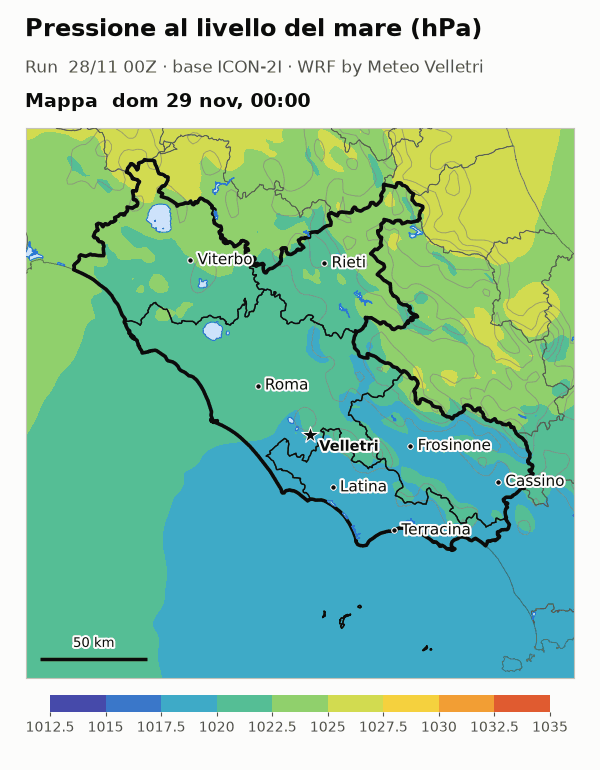 Pressione al livello del mare (hPa)
Run 28/11 00Z · base ICON-2I · WRF by Meteo Velletri
Mappa dom 29 nov, 00:00
Viterbo
Rieti
Roma
Velletri
Frosinone
Cassino
Latina
Terracina
50 km
1012.5 1015 1017.5 1020 1022.5 1025 1027.5 1030 1032.5 1035